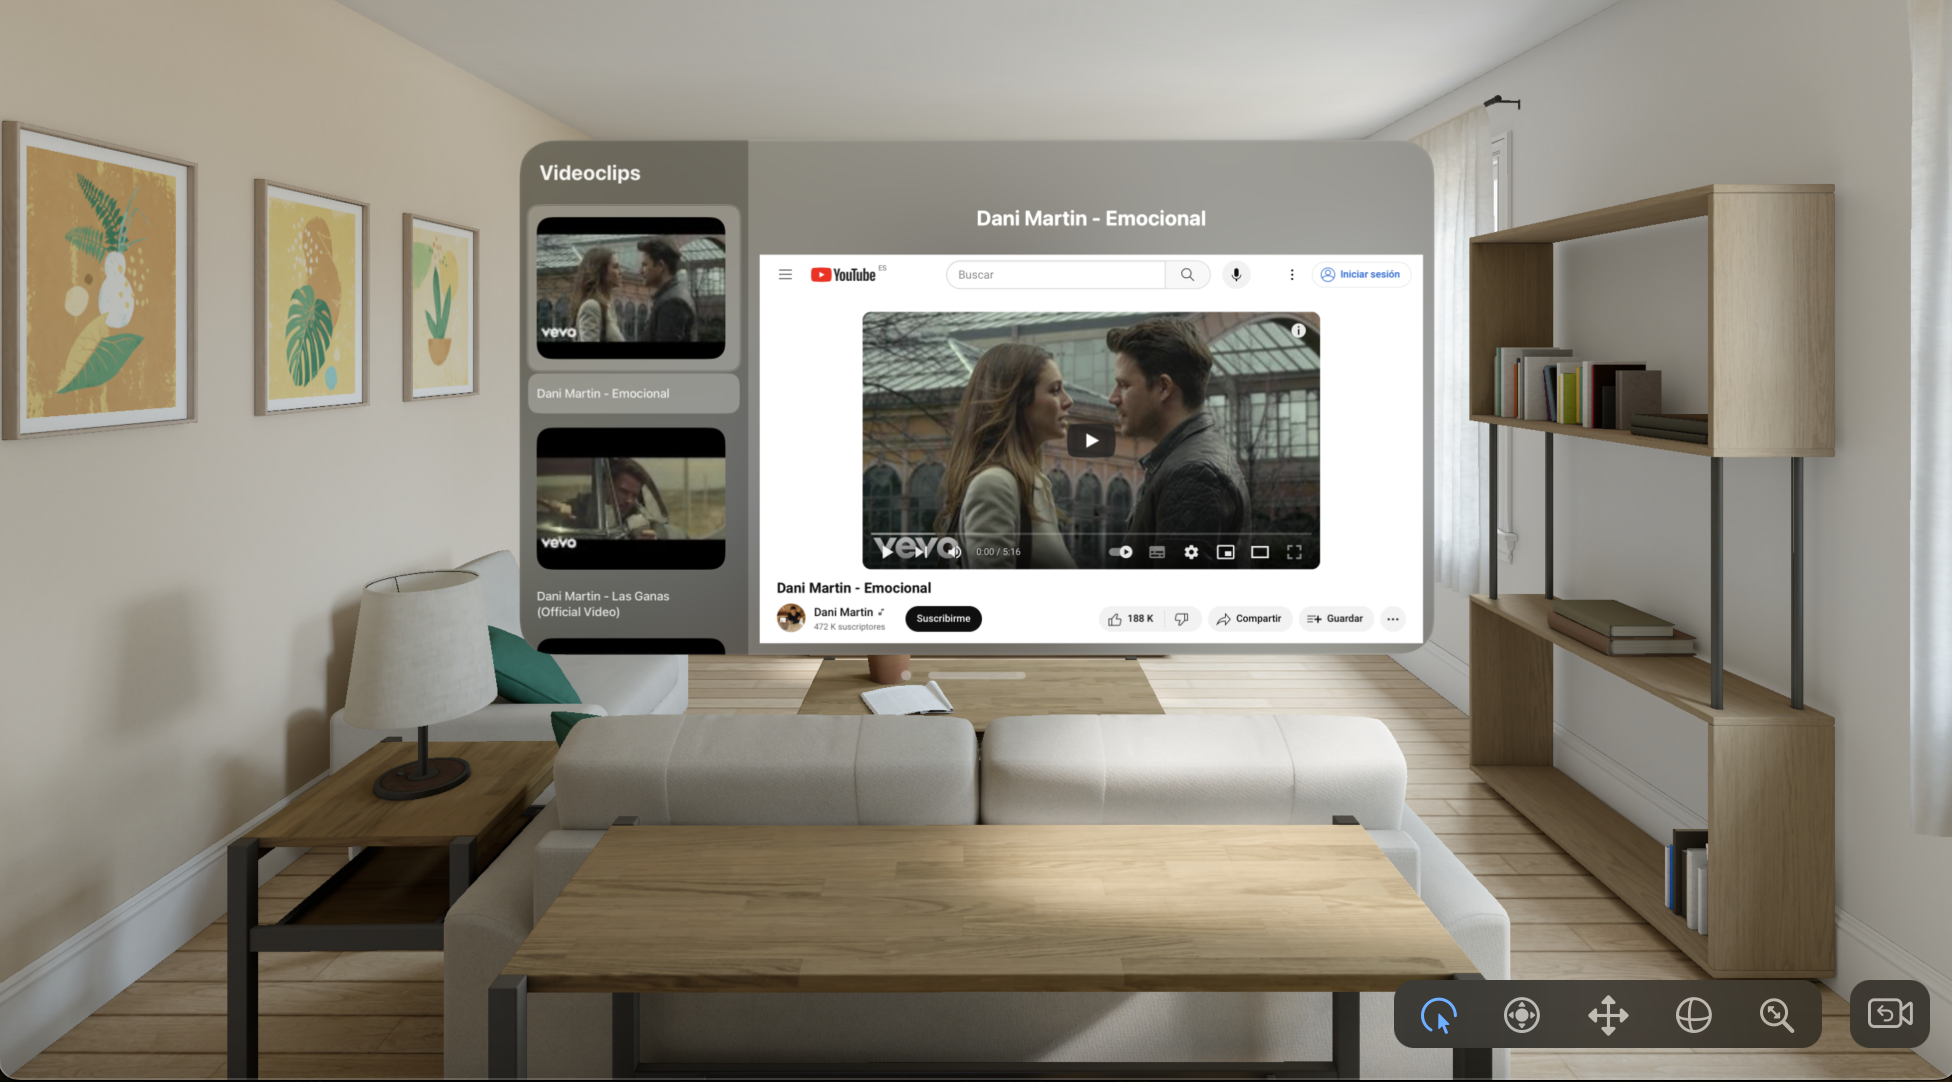 Videoclips
vevo
Dani Martin - Emocional
vevo
Dani Martin - Las Ganas
(Official Video)
Dani Martin - Emocional
YouTube ES
Buscar
Iniciar sesión
vevo
0:00 / 5:16
Dani Martin - Emocional
Dani Martin
472 K suscriptores
Suscribirme
188 K
Compartir
Guardar